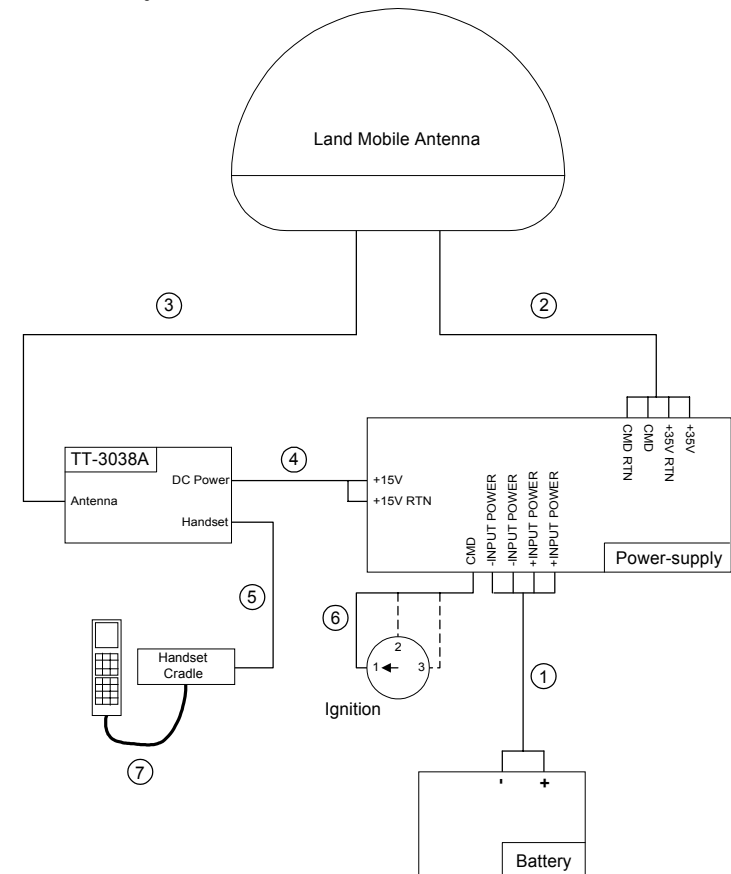 Land Mobile Antenna
3
2
CMD RTN
CMD
+35V RTN
+35V
TT-3038A
4
DC Power
+15V
Antenna
+15V RTN
Handset
CMD
-INPUT POWER
-INPUT POWER
+INPUT POWER
+INPUT POWER
Power-supply
5
6
2
Handset
Cradle
1
3
1
Ignition
7
' +
Battery